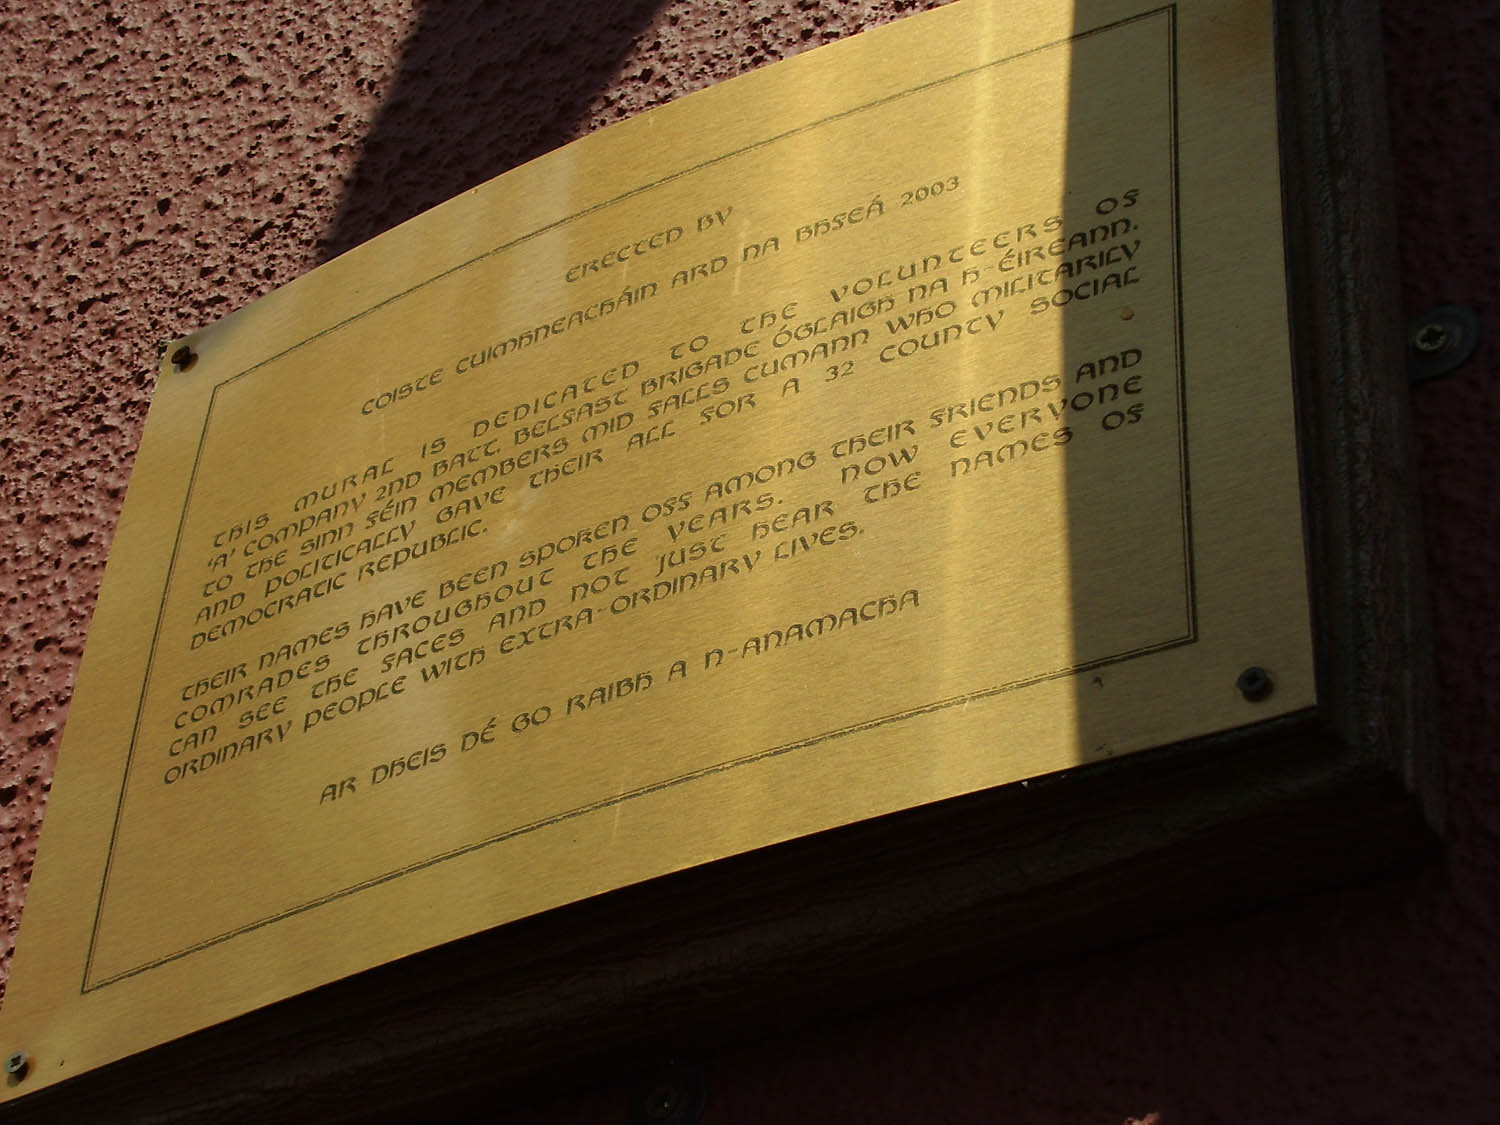 ERECTED BY
COISTE CUIMHNEACHÁIN ARD NA BHFEÁ 2003
THIS MURAL IS DEDICATED TO THE VOLUNTEERS OF
'A' COMPANY 2ND BATT. BELFAST BRIGADE ÓGLAIGH NA H-ÉIREANN.
TO THE SINN FÉIN MEMBERS MID FALLS CUMANN WHO MILITARILY
AND POLITICALLY GAVE THEIR ALL FOR A 32 COUNTY SOCIAL
DEMOCRATIC REPUBLIC.
THEIR NAMES HAVE BEEN SPOKEN OFF AMONG THEIR FRIENDS AND
COMRADES THROUGHOUT THE YEARS. NOW EVERYONE
CAN SEE THE FACES AND NOT JUST HEAR THE NAMES OF
ORDINARY PEOPLE WITH EXTRA-ORDINARY LIVES.
AR DHEIS DÉ GO RAIBH A N-ANAMACHA